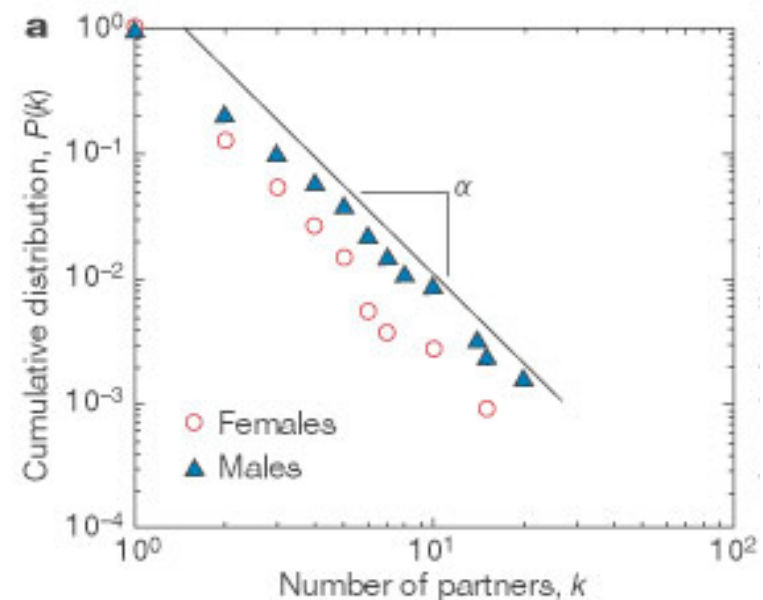 a
Cumulative distribution, P(k)
10⁰
10⁻¹
10⁻²
10⁻³
10⁻⁴
α
Females
Males
10⁰
10¹
10²
Number of partners, k